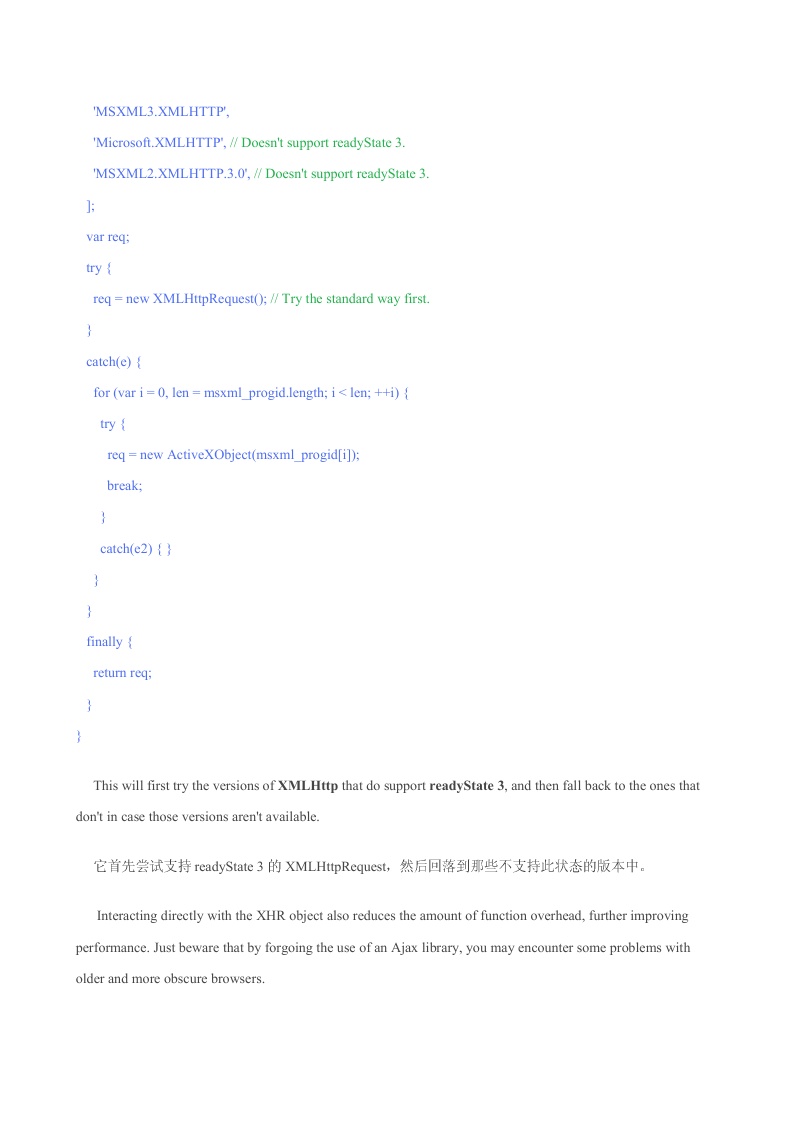 'MSXML3.XMLHTTP',
'Microsoft.XMLHTTP', // Doesn't support readyState 3.
'MSXML2.XMLHTTP.3.0', // Doesn't support readyState 3.
];
var req;
try {
req = new XMLHttpRequest(); // Try the standard way first.
}
catch(e) {
for (var i = 0, len = msxml_progid.length; i < len; ++i) {
try {
req = new ActiveXObject(msxml_progid[i]);
break;
}
catch(e2) { }
}
}
finally {
return req;
}
}
This will first try the versions of XMLHttp that do support readyState 3, and then fall back to the ones that
don't in case those versions aren't available.
它首先尝试支持 readyState 3 的 XMLHttpRequest，然后回落到那些不支持此状态的版本中。
Interacting directly with the XHR object also reduces the amount of function overhead, further improving
performance. Just beware that by forgoing the use of an Ajax library, you may encounter some problems with
older and more obscure browsers.